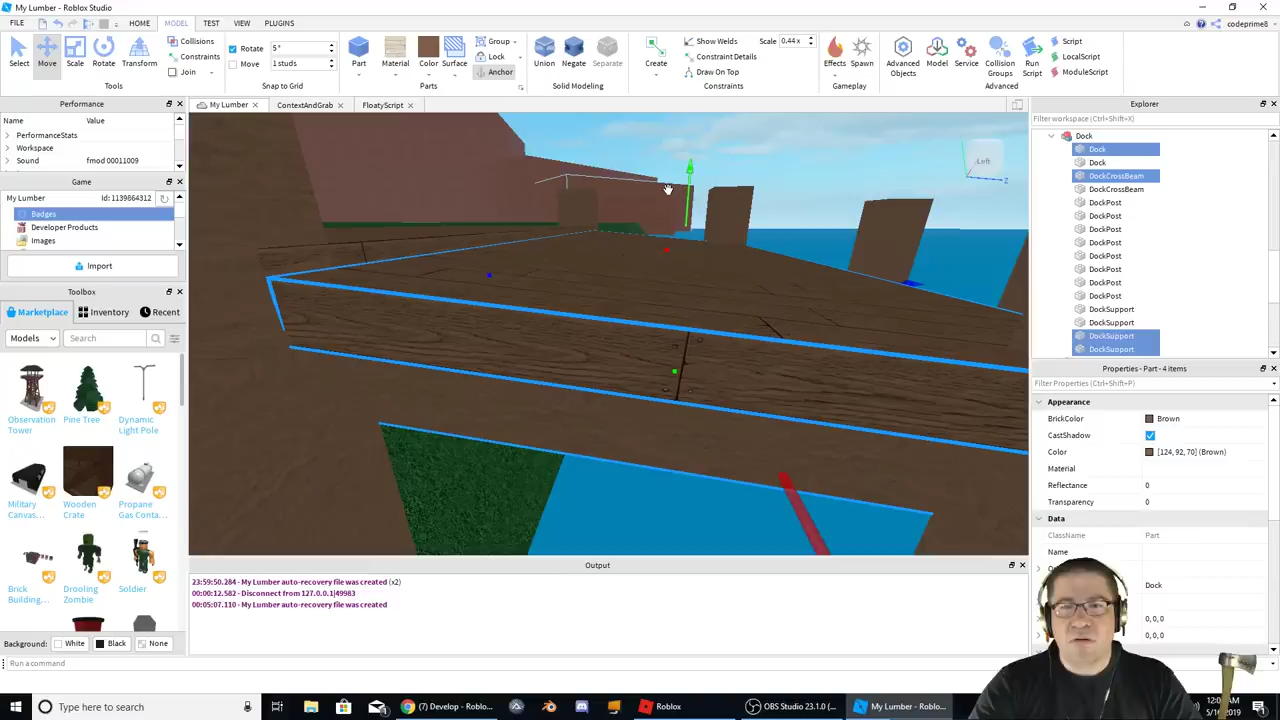 My Lumber - Roblox Studio
FILE HOME MODEL TEST VIEW PLUGINS codeprime8
Select Move Scale Rotate Transform
Collisions
Constraints
Join
Tools
Rotate 5°
Move 1 studs
Snap to Grid
Part Material Color Surface
Group
Lock
Anchor
Parts
Union Negate Separate
Solid Modeling
Create
Show Welds Scale 0.44x
Constraint Details
Draw On Top
Constraints
Effects Spawn
Gameplay
Advanced Objects Model Service Collision Groups Run Script
Script
LocalScript
ModuleScript
Advanced
Performance
Name Value
PerformanceStats
Workspace
Sound fmod 00011009
Game
My Lumber Id: 1139864312
Badges
Developer Products
Images
Import
Toolbox
Marketplace Inventory Recent
Models Search
Observation Tower
Pine Tree
Dynamic Light Pole
Military Canvas...
Wooden Crate
Propane Gas Conta...
Brick Building...
Drooling Zombie
Soldier
Background: White Black None
Run a command
My Lumber ContextAndGrab FloatyScript
Left
Z
Output
23:59:50.284 - My Lumber auto-recovery file was created (x2)
00:00:12.582 - Disconnect from 127.0.0.1|49983
00:05:07.110 - My Lumber auto-recovery file was created
Explorer
Filter workspace (Ctrl+Shift+X)
Dock
Dock
Dock
DockCrossBeam
DockCrossBeam
DockPost
DockPost
DockPost
DockPost
DockPost
DockPost
DockPost
DockPost
DockSupport
DockSupport
DockSupport
DockSupport
Properties - Part - 4 items
Filter Properties (Ctrl+Shift+P)
Appearance
BrickColor Brown
CastShadow
Color [124, 92, 70] (Brown)
Material
Reflectance 0
Transparency 0
Data
ClassName Part
Name
Dock
0, 0, 0
0, 0, 0
Type here to search
(7) Develop - Roblo...
Roblox
OBS Studio 23.1.0 (...
My Lumber - Roblo...